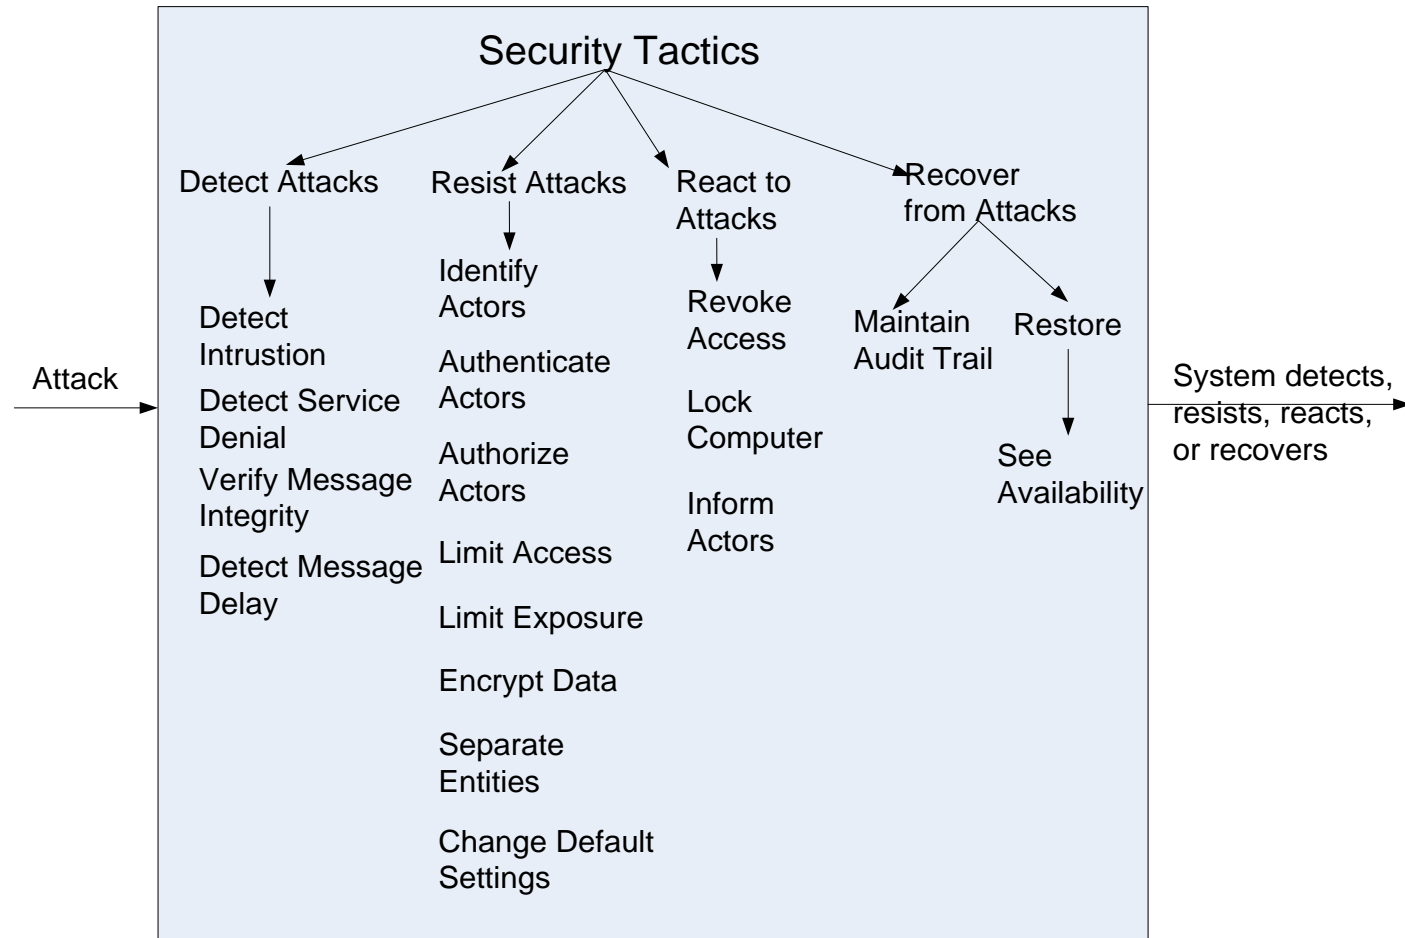 Security Tactics
Detect Attacks
Resist Attacks
React to
Attacks
Recover
from Attacks
Detect
Intrustion
Detect Service
Denial
Verify Message
Integrity
Detect Message
Delay
Identify
Actors
Authenticate
Actors
Authorize
Actors
Limit Access
Limit Exposure
Encrypt Data
Separate
Entities
Change Default
Settings
Revoke
Access
Lock
Computer
Inform
Actors
Maintain
Audit Trail
Restore
See
Availability
Attack
System detects,
resists, reacts,
or recovers